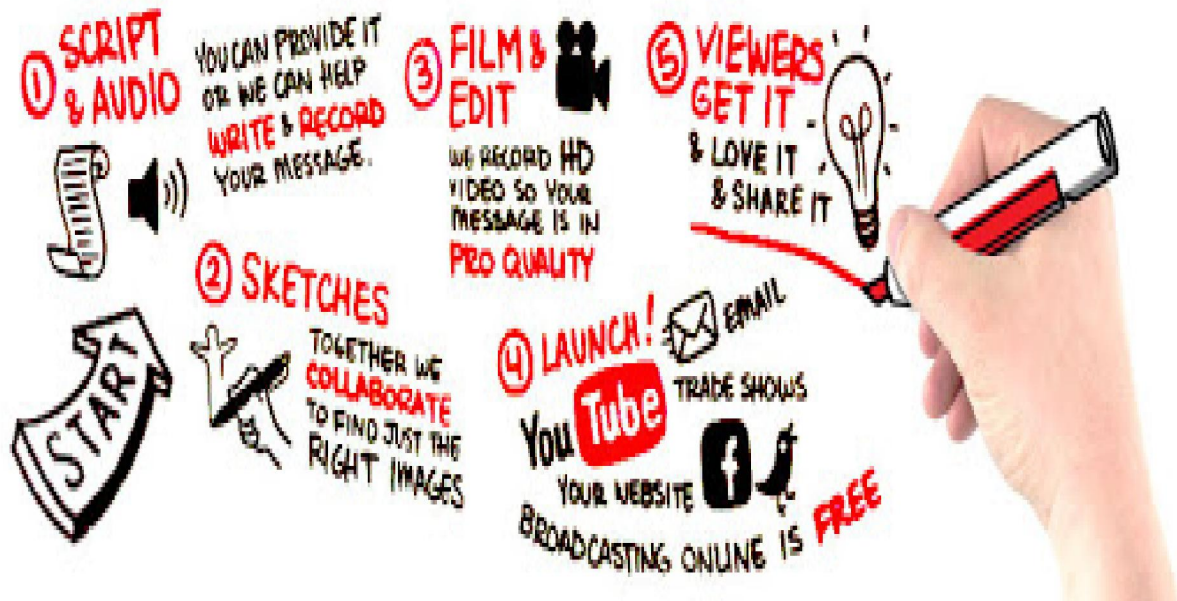 START
① SCRIPT
& AUDIO
YOU CAN PROVIDE IT
OR WE CAN HELP
WRITE & RECORD
YOUR MESSAGE.
② SKETCHES
TOGETHER WE
COLLABORATE
TO FIND JUST THE
RIGHT IMAGES
③ FILM &
EDIT
WE RECORD HD
VIDEO SO YOUR
MESSAGE IS IN
PRO QUALITY
④ LAUNCH!
EMAIL
YouTube
TRADE SHOWS
YOUR WEBSITE
f
BROADCASTING ONLINE IS FREE
⑤ VIEWERS
GET IT
& LOVE IT
& SHARE IT